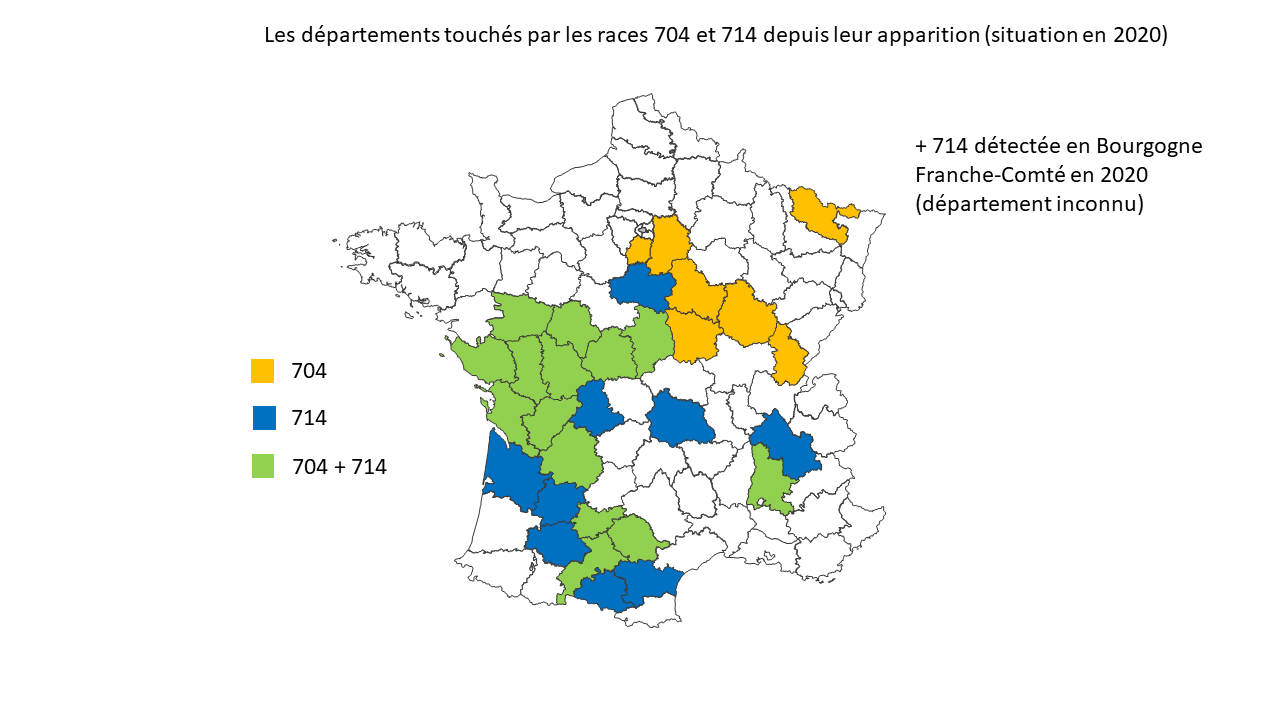 Les départements touchés par les races 704 et 714 depuis leur apparition (situation en 2020)
+ 714 détectée en Bourgogne
Franche-Comté en 2020
(département inconnu)
704
714
704 + 714